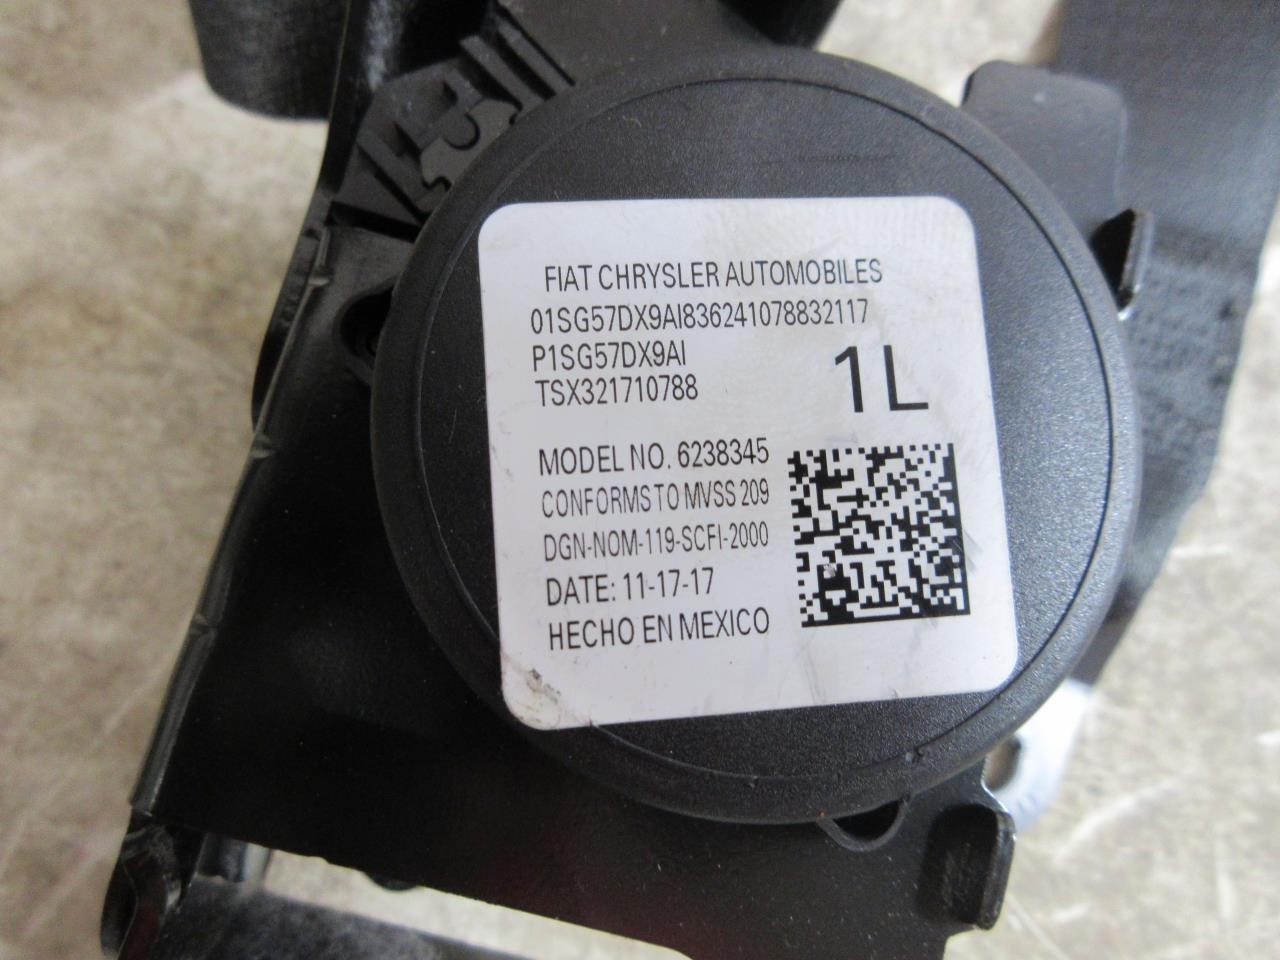 FIAT CHRYSLER AUTOMOBILES
01SG57DX9AI836241078832117
P1SG57DX9AI
TSX321710788
1L
MODEL NO. 6238345
CONFORMS TO MVSS 209
DGN-NOM-119-SCFI-2000
DATE: 11-17-17
HECHO EN MEXICO